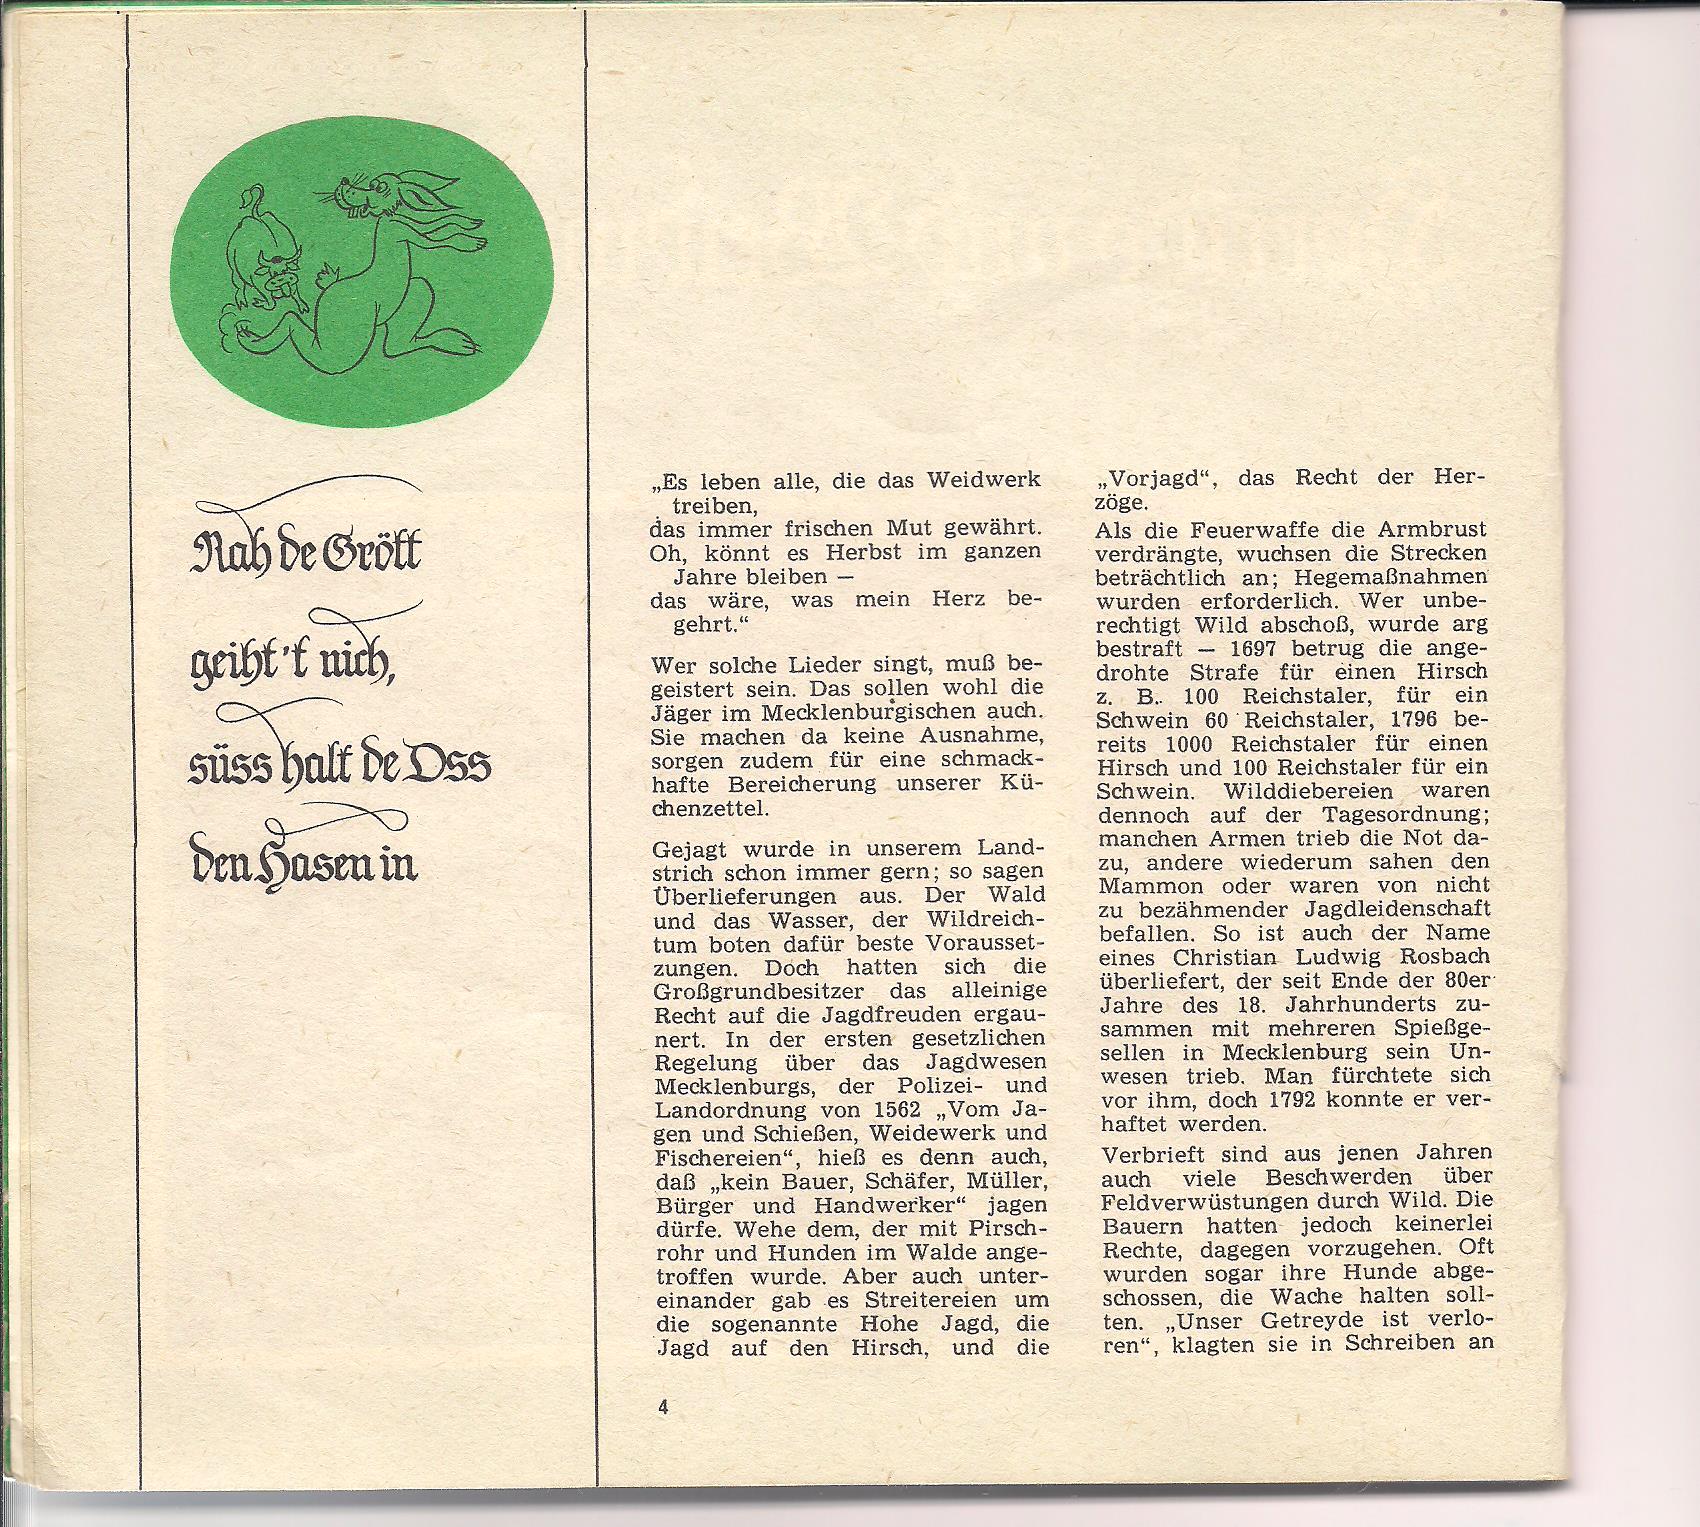 Nah de Grött
geiht't nich,
süss halt de Oss
den Hasen in
„Es leben alle, die das Weidwerk
treiben,
das immer frischen Mut gewährt.
Oh, könnt es Herbst im ganzen
Jahre bleiben —
das wäre, was mein Herz be-
gehrt.“
Wer solche Lieder singt, muß be-
geistert sein. Das sollen wohl die
Jäger im Mecklenburgischen auch.
Sie machen da keine Ausnahme,
sorgen zudem für eine schmack-
hafte Bereicherung unserer Kü-
chenzettel.
Gejagt wurde in unserem Land-
strich schon immer gern; so sagen
Überlieferungen aus. Der Wald
und das Wasser, der Wildreich-
tum boten dafür beste Vorausset-
zungen. Doch hatten sich die
Großgrundbesitzer das alleinige
Recht auf die Jagdfreuden ergau-
nert. In der ersten gesetzlichen
Regelung über das Jagdwesen
Mecklenburgs, der Polizei- und
Landordnung von 1562 „Vom Ja-
gen und Schießen, Weidewerk und
Fischereien“, hieß es denn auch,
daß „kein Bauer, Schäfer, Müller,
Bürger und Handwerker“ jagen
dürfe. Wehe dem, der mit Pirsch-
rohr und Hunden im Walde ange-
troffen wurde. Aber auch unter-
einander gab es Streitereien um
die sogenannte Hohe Jagd, die
Jagd auf den Hirsch, und die
„Vorjagd“, das Recht der Her-
zöge.
Als die Feuerwaffe die Armbrust
verdrängte, wuchsen die Strecken
beträchtlich an; Hegemaßnahmen
wurden erforderlich. Wer unbe-
rechtigt Wild abschoß, wurde arg
bestraft — 1697 betrug die ange-
drohte Strafe für einen Hirsch
z. B. 100 Reichstaler, für ein
Schwein 60 Reichstaler, 1796 be-
reits 1000 Reichstaler für einen
Hirsch und 100 Reichstaler für ein
Schwein. Wilddiebereien waren
dennoch auf der Tagesordnung;
manchen Armen trieb die Not da-
zu, andere wiederum sahen den
Mammon oder waren von nicht
zu bezähmender Jagdleidenschaft
befallen. So ist auch der Name
eines Christian Ludwig Rosbach
überliefert, der seit Ende der 80er
Jahre des 18. Jahrhunderts zu-
sammen mit mehreren Spießge-
sellen in Mecklenburg sein Un-
wesen trieb. Man fürchtete sich
vor ihm, doch 1792 konnte er ver-
haftet werden.
Verbrieft sind aus jenen Jahren
auch viele Beschwerden über
Feldverwüstungen durch Wild. Die
Bauern hatten jedoch keinerlei
Rechte, dagegen vorzugehen. Oft
wurden sogar ihre Hunde abge-
schossen, die Wache halten soll-
ten. „Unser Getreyde ist verlo-
ren“, klagten sie in Schreiben an
4